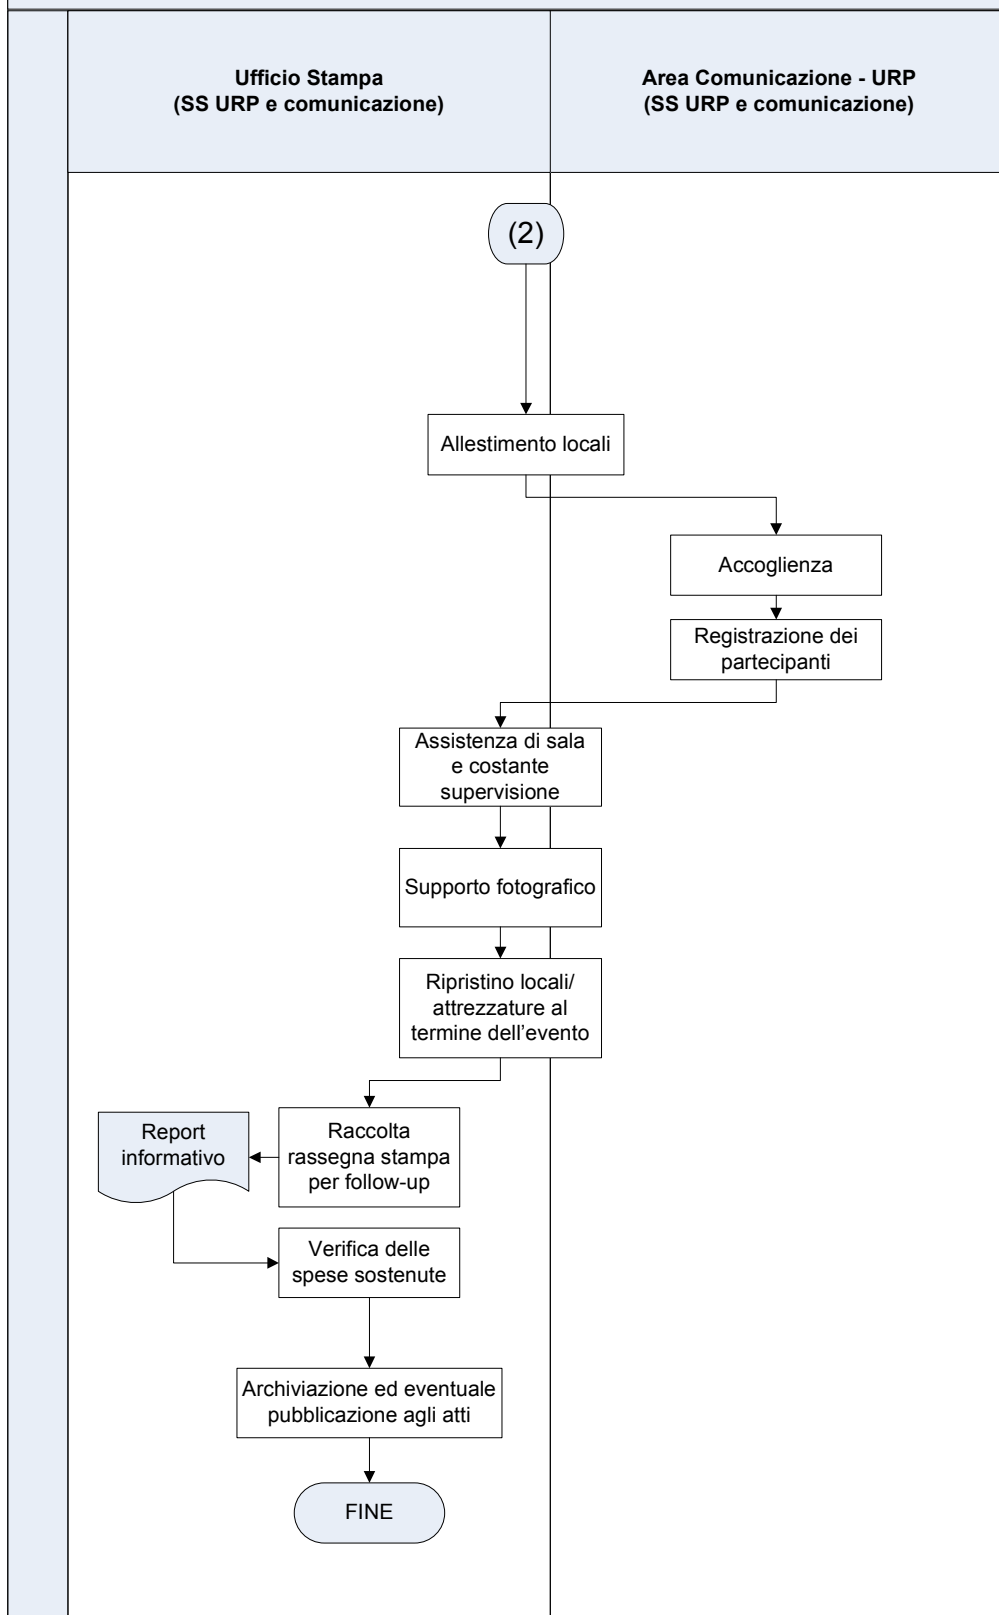 Ufficio Stampa
(SS URP e comunicazione)
Area Comunicazione - URP
(SS URP e comunicazione)
(2)
Allestimento locali
Accoglienza
Registrazione dei
partecipanti
Assistenza di sala
e costante
supervisione
Supporto fotografico
Ripristino locali/
attrezzature al
termine dell'evento
Raccolta
rassegna stampa
per follow-up
Report
informativo
Verifica delle
spese sostenute
Archiviazione ed eventuale
pubblicazione agli atti
FINE